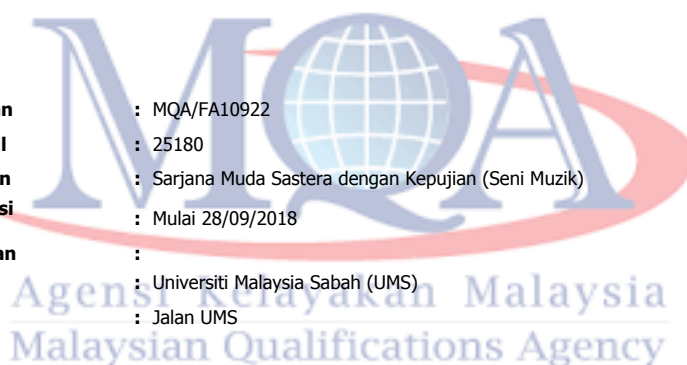 MQA
an : MQA/FA10922
l : 25180
n : Sarjana Muda Sastera dengan Kepujian (Seni Muzik)
si
: Mulai 28/09/2018
an :
: Universiti Malaysia Sabah (UMS)
Agensi Kelayakan Malaysia
: Jalan UMS
Malaysian Qualifications Agency